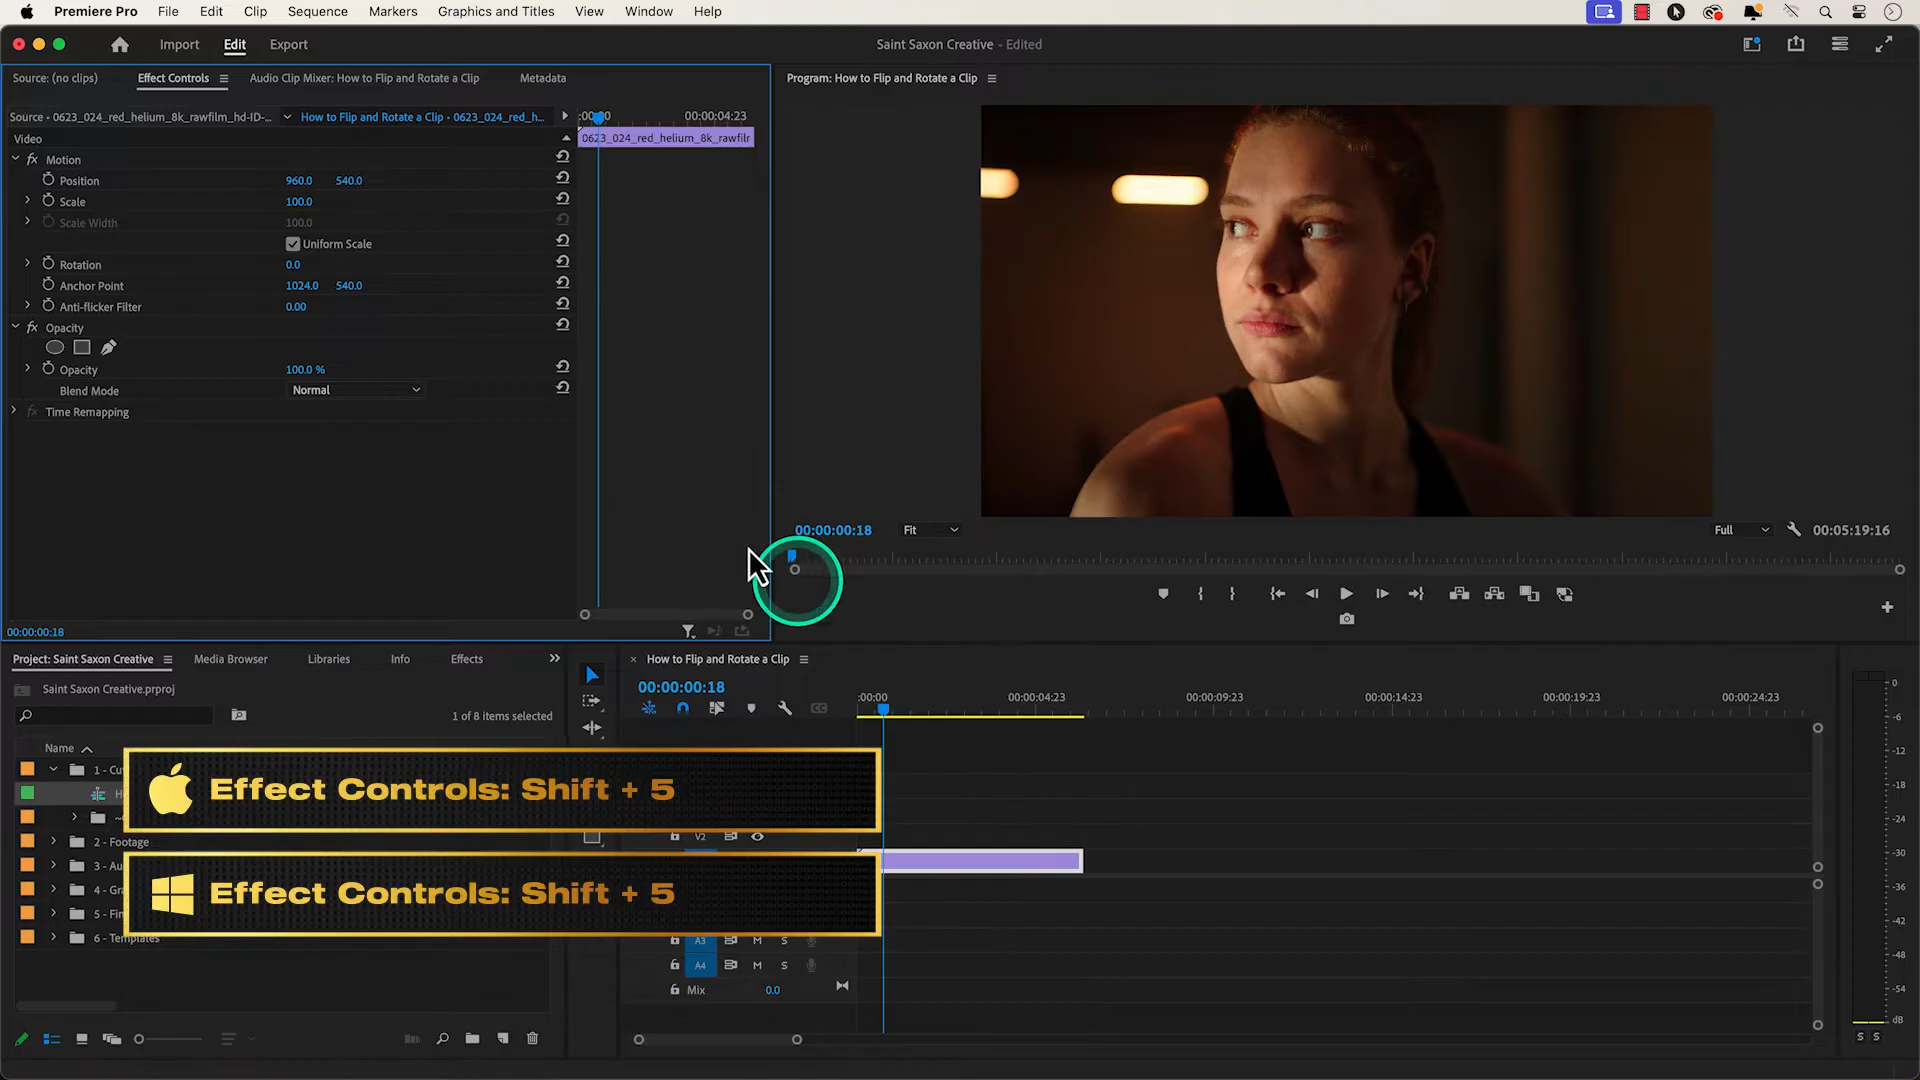 Premiere Pro File Edit Clip Sequence Markers Graphics and Titles View Window Help
Import Edit Export
Saint Saxon Creative - Edited
Source: (no clips) Effect Controls Audio Clip Mixer: How to Flip and Rotate a Clip Metadata
Source • 0623_024_red_helium_8k_rawfilm_hd-ID-... How to Flip and Rotate a Clip • 0623_024_red_h...
00:00:04:23
Video
0623_024_red_helium_8k_rawfilr
fx Motion
Position 960.0 540.0
Scale 100.0
Scale Width 100.0
Uniform Scale
Rotation 0.0
Anchor Point 1024.0 540.0
Anti-flicker Filter 0.00
fx Opacity
Opacity 100.0 %
Blend Mode Normal
fx Time Remapping
00:00:00:18
Program: How to Flip and Rotate a Clip
00:00:00:18 Fit Full 00:05:19:16
Project: Saint Saxon Creative Media Browser Libraries Info Effects
Saint Saxon Creative.prproj
1 of 8 items selected
Name
1 - Cu
2 - Footage
3 - Au
4 - Gra
5 - Fin
6 - Templates
Effect Controls: Shift + 5
Effect Controls: Shift + 5
How to Flip and Rotate a Clip
00:00:00:18
:00:00 00:00:04:23 00:00:09:23 00:00:14:23 00:00:19:23 00:00:24:23
CC
V2
A3 M S
A4 M S
Mix 0.0
0
-6
-12
-18
-24
-30
-36
-42
-48
-54
dB
S S